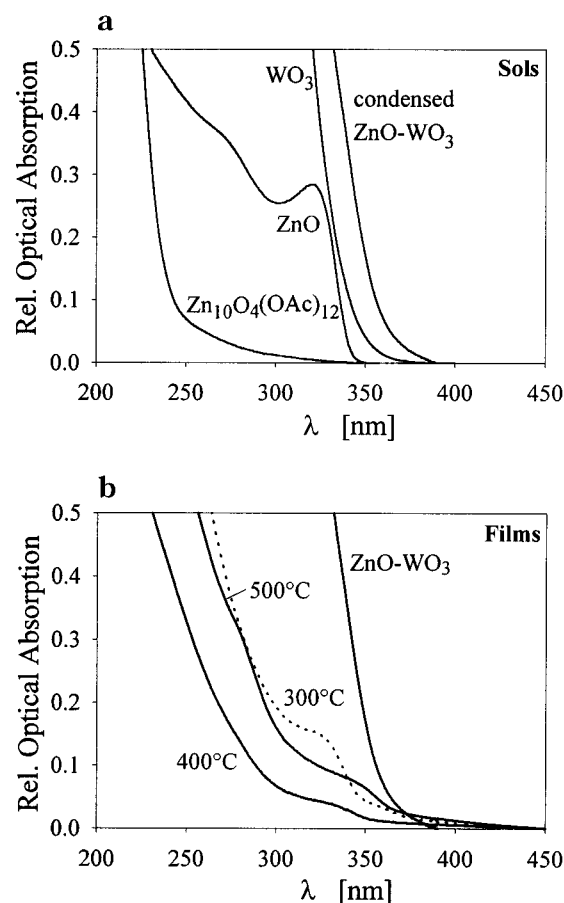 a
Rel. Optical Absorption
0.5
0.4
0.3
0.2
0.1
0.0
WO3
Sols
condensed
ZnO-WO3
ZnO
Zn10O4(OAc)12
200 250 300 350 400 450
λ [nm]
b
Rel. Optical Absorption
0.5
0.4
0.3
0.2
0.1
0.0
Films
ZnO-WO3
500°C
300°C
400°C
200 250 300 350 400 450
λ [nm]